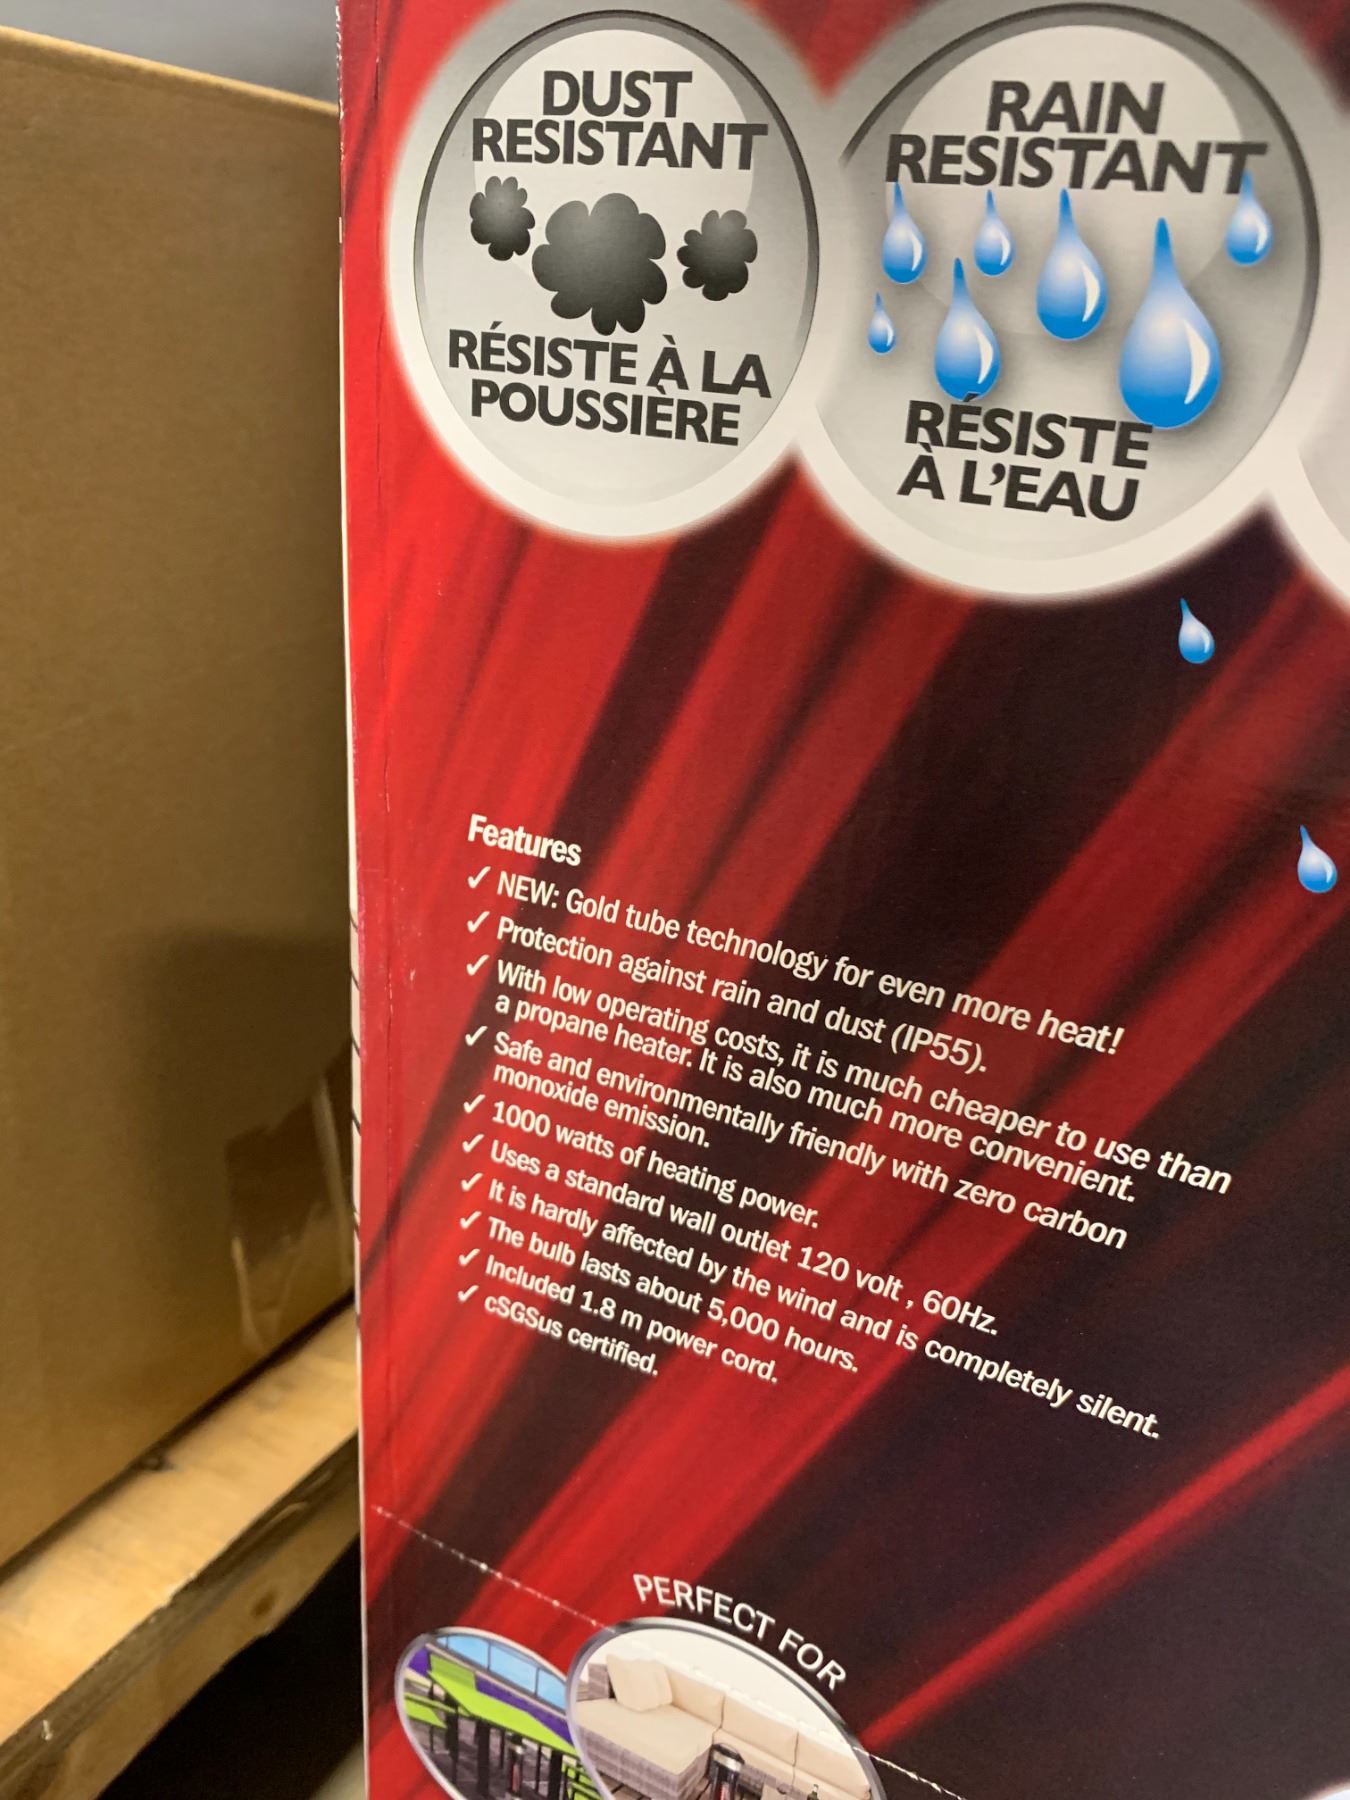 DUST
RESISTANT
RÉSISTE À LA
POUSSIÈRE
RAIN
RESISTANT
RÉSISTE
À L'EAU
Features
✓ NEW: Gold tube technology for even more heat!
✓ Protection against rain and dust (IP55).
✓ With low operating costs, it is much cheaper to use than
a propane heater. It is also much more convenient.
✓ Safe and environmentally friendly with zero carbon
monoxide emission.
✓ 1000 watts of heating power.
✓ Uses a standard wall outlet 120 volt , 60Hz.
✓ It is hardly affected by the wind and is completely silent.
✓ The bulb lasts about 5,000 hours.
✓ Included 1.8 m power cord.
✓ cSGSus certified.
PERFECT FOR